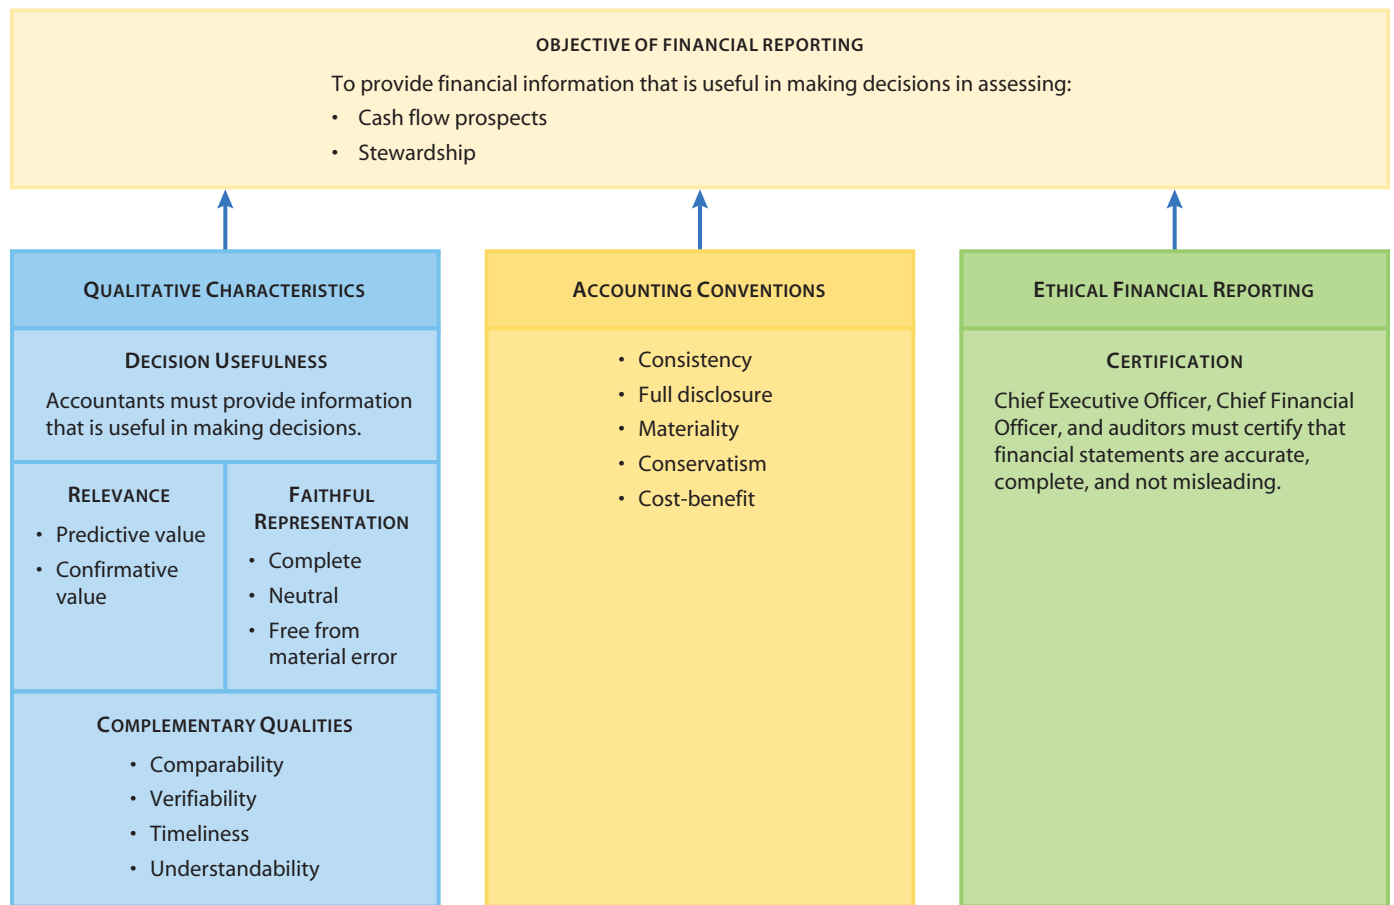 OBJECTIVE OF FINANCIAL REPORTING
To provide financial information that is useful in making decisions in assessing:
• Cash flow prospects
• Stewardship
QUALITATIVE CHARACTERISTICS
DECISION USEFULNESS
Accountants must provide information
that is useful in making decisions.
RELEVANCE
• Predictive value
• Confirmative
value
FAITHFUL
REPRESENTATION
• Complete
• Neutral
• Free from
material error
COMPLEMENTARY QUALITIES
• Comparability
• Verifiability
• Timeliness
• Understandability
ACCOUNTING CONVENTIONS
• Consistency
• Full disclosure
• Materiality
• Conservatism
• Cost-benefit
ETHICAL FINANCIAL REPORTING
CERTIFICATION
Chief Executive Officer, Chief Financial
Officer, and auditors must certify that
financial statements are accurate,
complete, and not misleading.